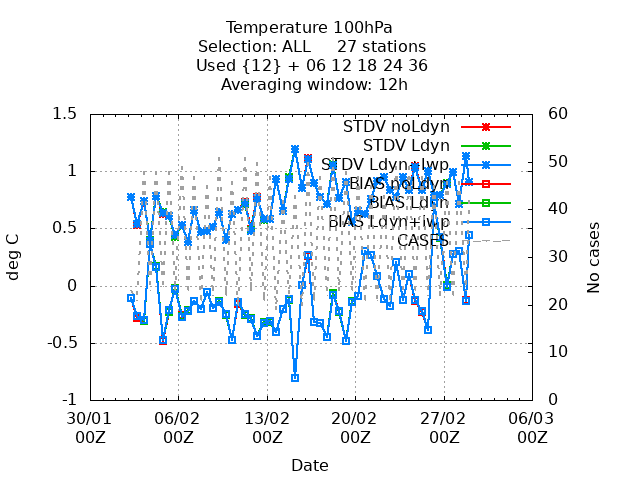 Temperature 100hPa
Selection: ALL     27 stations
Used {12} + 06 12 18 24 36
Averaging window: 12h
1.5
1
0.5
0
-0.5
-1
deg C
60
50
40
30
20
10
0
No cases
STDV noLdyn
STDV Ldyn
STDV Ldyn+iwp
BIAS noLdyn
BIAS Ldyn
BIAS Ldyn+iwp
CASES
30/01 06/02 13/02 20/02 27/02 06/03
00Z 00Z 00Z 00Z 00Z 00Z
Date